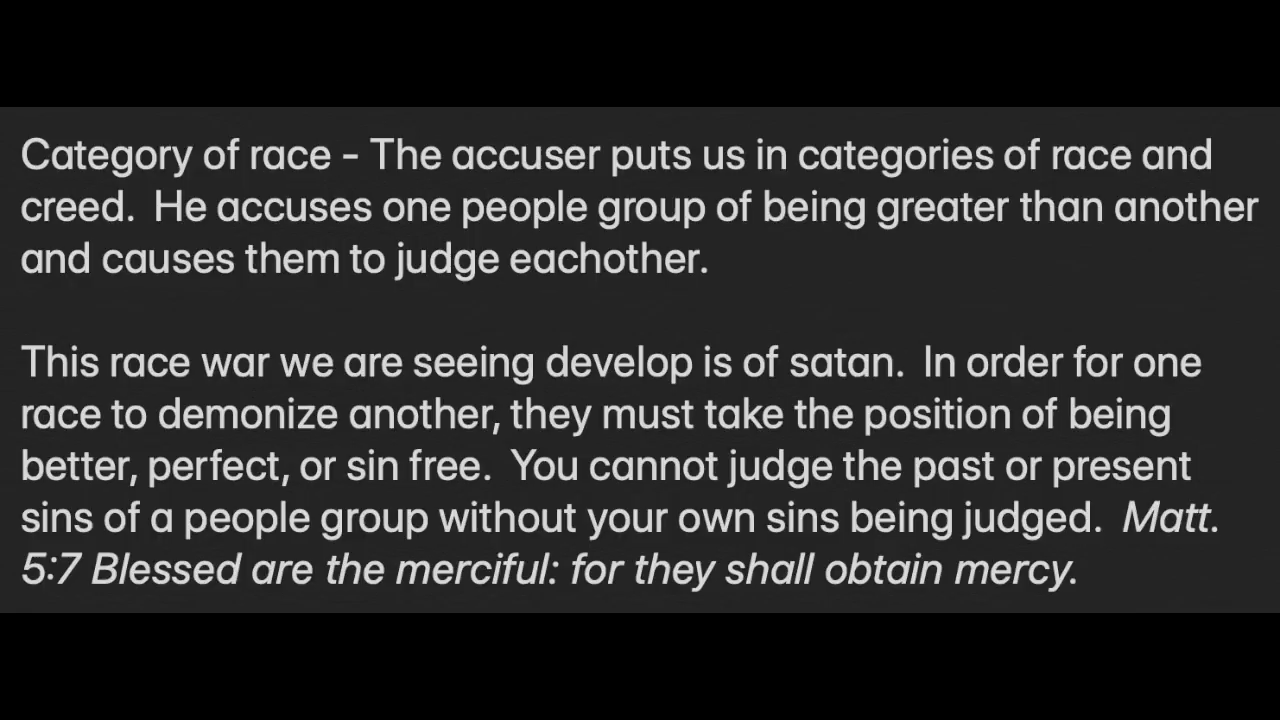 Category of race - The accuser puts us in categories of race and
creed.  He accuses one people group of being greater than another
and causes them to judge eachother.
This race war we are seeing develop is of satan.  In order for one
race to demonize another, they must take the position of being
better, perfect, or sin free.  You cannot judge the past or present
sins of a people group without your own sins being judged.  Matt.
5:7 Blessed are the merciful: for they shall obtain mercy.